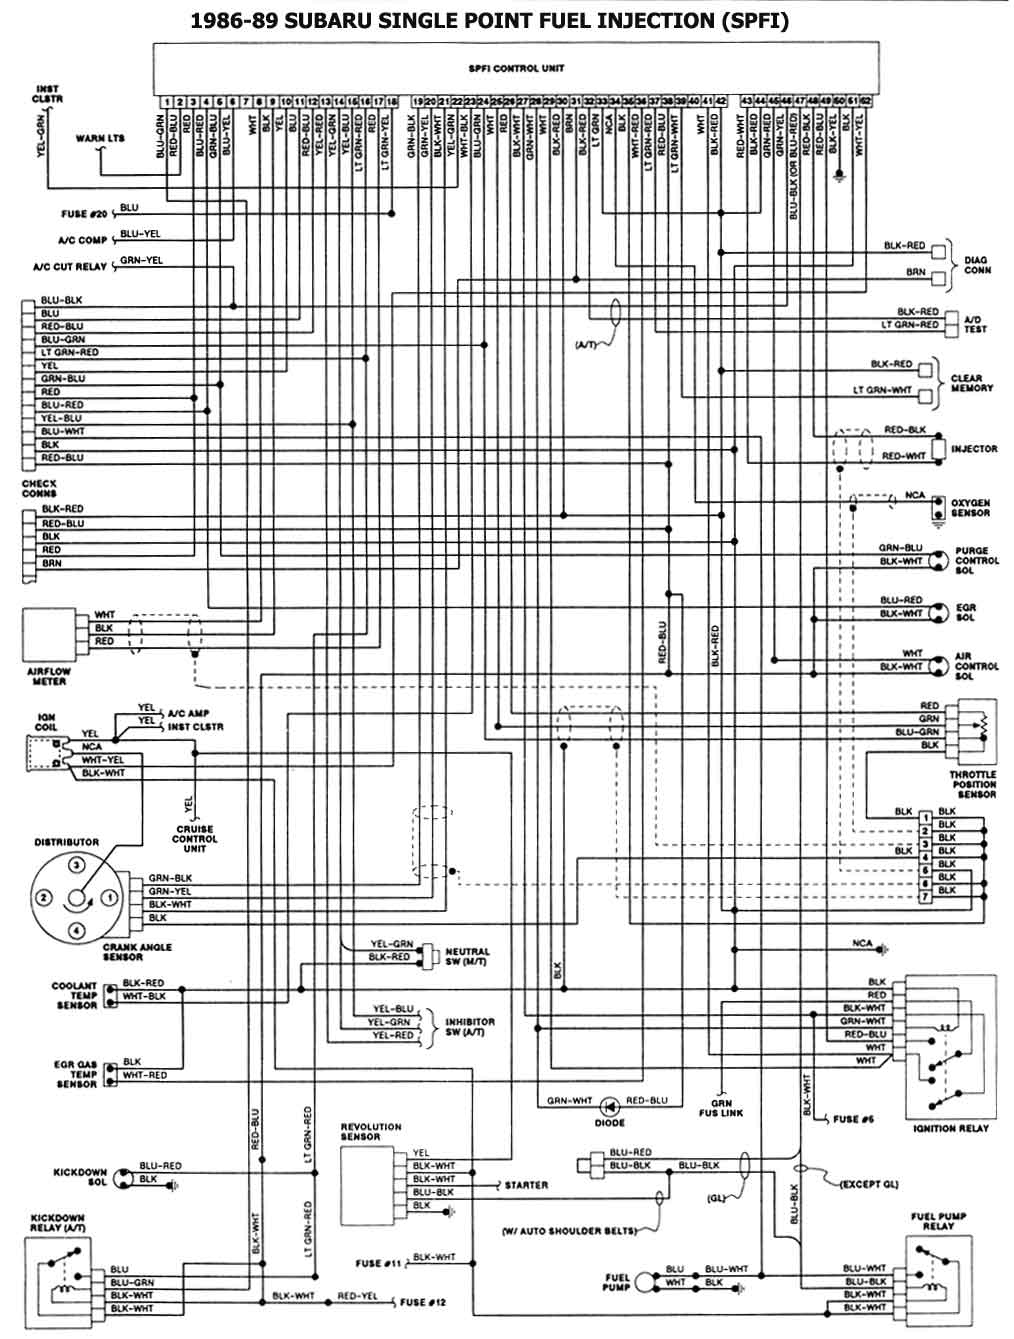 1986-89 SUBARU SINGLE POINT FUEL INJECTION (SPFI)
SPFI CONTROL UNIT
1 2 3 4 5 6 7 8 9 10 11 12 13 14 15 16 17 18 19 20 21 22 23 24 25 26 27 28 29 30 31 32 33 34 35 36 37 38 39 40 41 42 43 44 45 46 47 48 49 50 51 52
INST
CLSTR
YEL-GRN
WARN LTS
BLU-GRN
RED-BLU
RED
BLU-RED
GRN-BLU
BLU-YEL
WHT
BLK
YEL
BLU
RED-BLU
YEL-RED
YEL-GRN
YEL-BLU
LT GRN-RED
RED
LT GRN-YEL
GRN-BLK
GRN-YEL
BLK-WHT
YEL-GRN
WHT-BLK
BLU-GRN
WHT
RED
BLK-WHT
GRN-WHT
WHT
BLK-RED
BRN
BLK-RED
LT GRN
NCA
BLK
WHT-RED
LT GRN-RED
RED-BLU
LT GRN-WHT
WHT
BLK-RED
RED-WHT
BLK-RED
GRN-RED
GRN-YEL
BLU-BLK (OR BLU-RED)
RED-BLK
RED-BLU
BLK-YEL
BLK
WHT-YEL
FUSE #20
BLU
A/C COMP
BLU-YEL
A/C CUT RELAY
GRN-YEL
BLU-BLK
BLU
RED-BLU
BLU-GRN
LT GRN-RED
YEL
GRN-BLU
RED
BLU-RED
YEL-BLU
BLU-WHT
BLK
RED-BLU
CHECK
CONNS
BLK-RED
RED-BLU
BLK
RED
BRN
BLK-RED
BRN
DIAG
CONN
(A/T)
BLK-RED
LT GRN-RED
A/D
TEST
BLK-RED
LT GRN-WHT
CLEAR
MEMORY
RED-BLK
RED-WHT
INJECTOR
NCA
OXYGEN
SENSOR
GRN-BLU
BLK-WHT
PURGE
CONTROL
SOL
BLU-RED
BLK-WHT
EGR
SOL
WHT
BLK-WHT
AIR
CONTROL
SOL
WHT
BLK
RED
AIRFLOW
METER
RED-BLU
BLK-RED
IGN
COIL
YEL
A/C AMP
YEL
INST CLSTR
YEL
NCA
WHT-YEL
BLK-WHT
YEL
CRUISE
CONTROL
UNIT
RED
GRN
BLU-GRN
BLK
THROTTLE
POSITION
SENSOR
DISTRIBUTOR
1
2
3
4
GRN-BLK
GRN-YEL
BLK-WHT
BLK
CRANK ANGLE
SENSOR
BLK
1
BLK
2
BLK
3
BLK
BLK
4
BLK
5
BLK
6
BLK
7
YEL-GRN
BLK-RED
NEUTRAL
SW (M/T)
BLK
NCA
COOLANT
TEMP
SENSOR
BLK-RED
WHT-BLK
YEL-BLU
YEL-GRN
YEL-RED
INHIBITOR
SW (A/T)
BLK
RED
BLK-WHT
GRN-WHT
RED-BLU
WHT
WHT
IGNITION RELAY
EGR GAS
TEMP
SENSOR
BLK
WHT-RED
GRN-WHT
RED-BLU
DIODE
GRN
FUS LINK
BLK-WHT
FUSE #5
REVOLUTION
SENSOR
YEL
BLK-WHT
BLK-WHT
BLU-BLK
BLK
STARTER
RED-BLU
LT GRN-RED
KICKDOWN
SOL
BLU-RED
BLK
BLU-RED
BLU-BLK
BLU-BLK
(GL)
(EXCEPT GL)
(W/ AUTO SHOULDER BELTS)
BLU-BLK
KICKDOWN
RELAY (A/T)
BLK-WHT
LT GRN-RED
BLU
BLU-GRN
BLK-WHT
BLK-WHT
FUSE #11
BLK-WHT
BLK-WHT
RED-YEL
FUSE #12
FUEL
PUMP
BLU
BLU-WHT
WHT
BLK
FUEL PUMP
RELAY
BLU-WHT
BLU-BLK
BLK-WHT
BLK-WHT